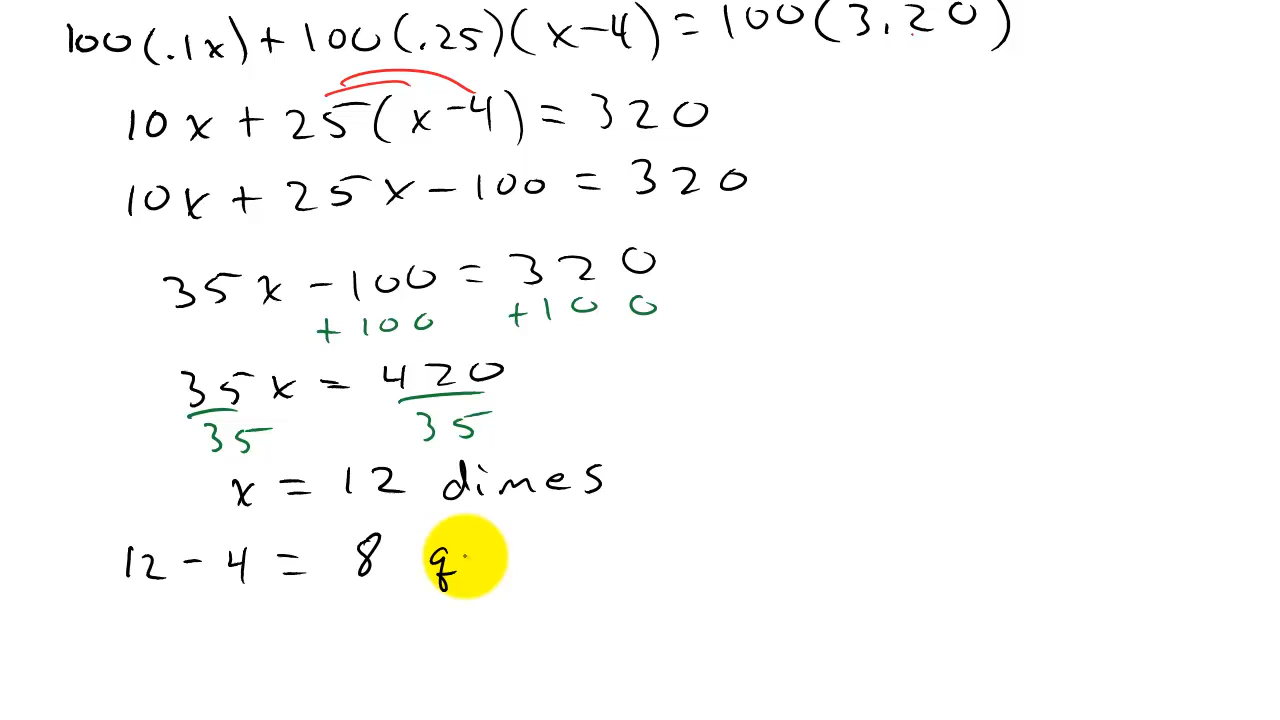 100(.1x)+100(.25)(x-4)=100(3.20)
10x+25(x-4)=320
10x+25x-100=320
35x-100=320
+100 +100
35x=420
35 35
x=12 dimes
12-4=8 q